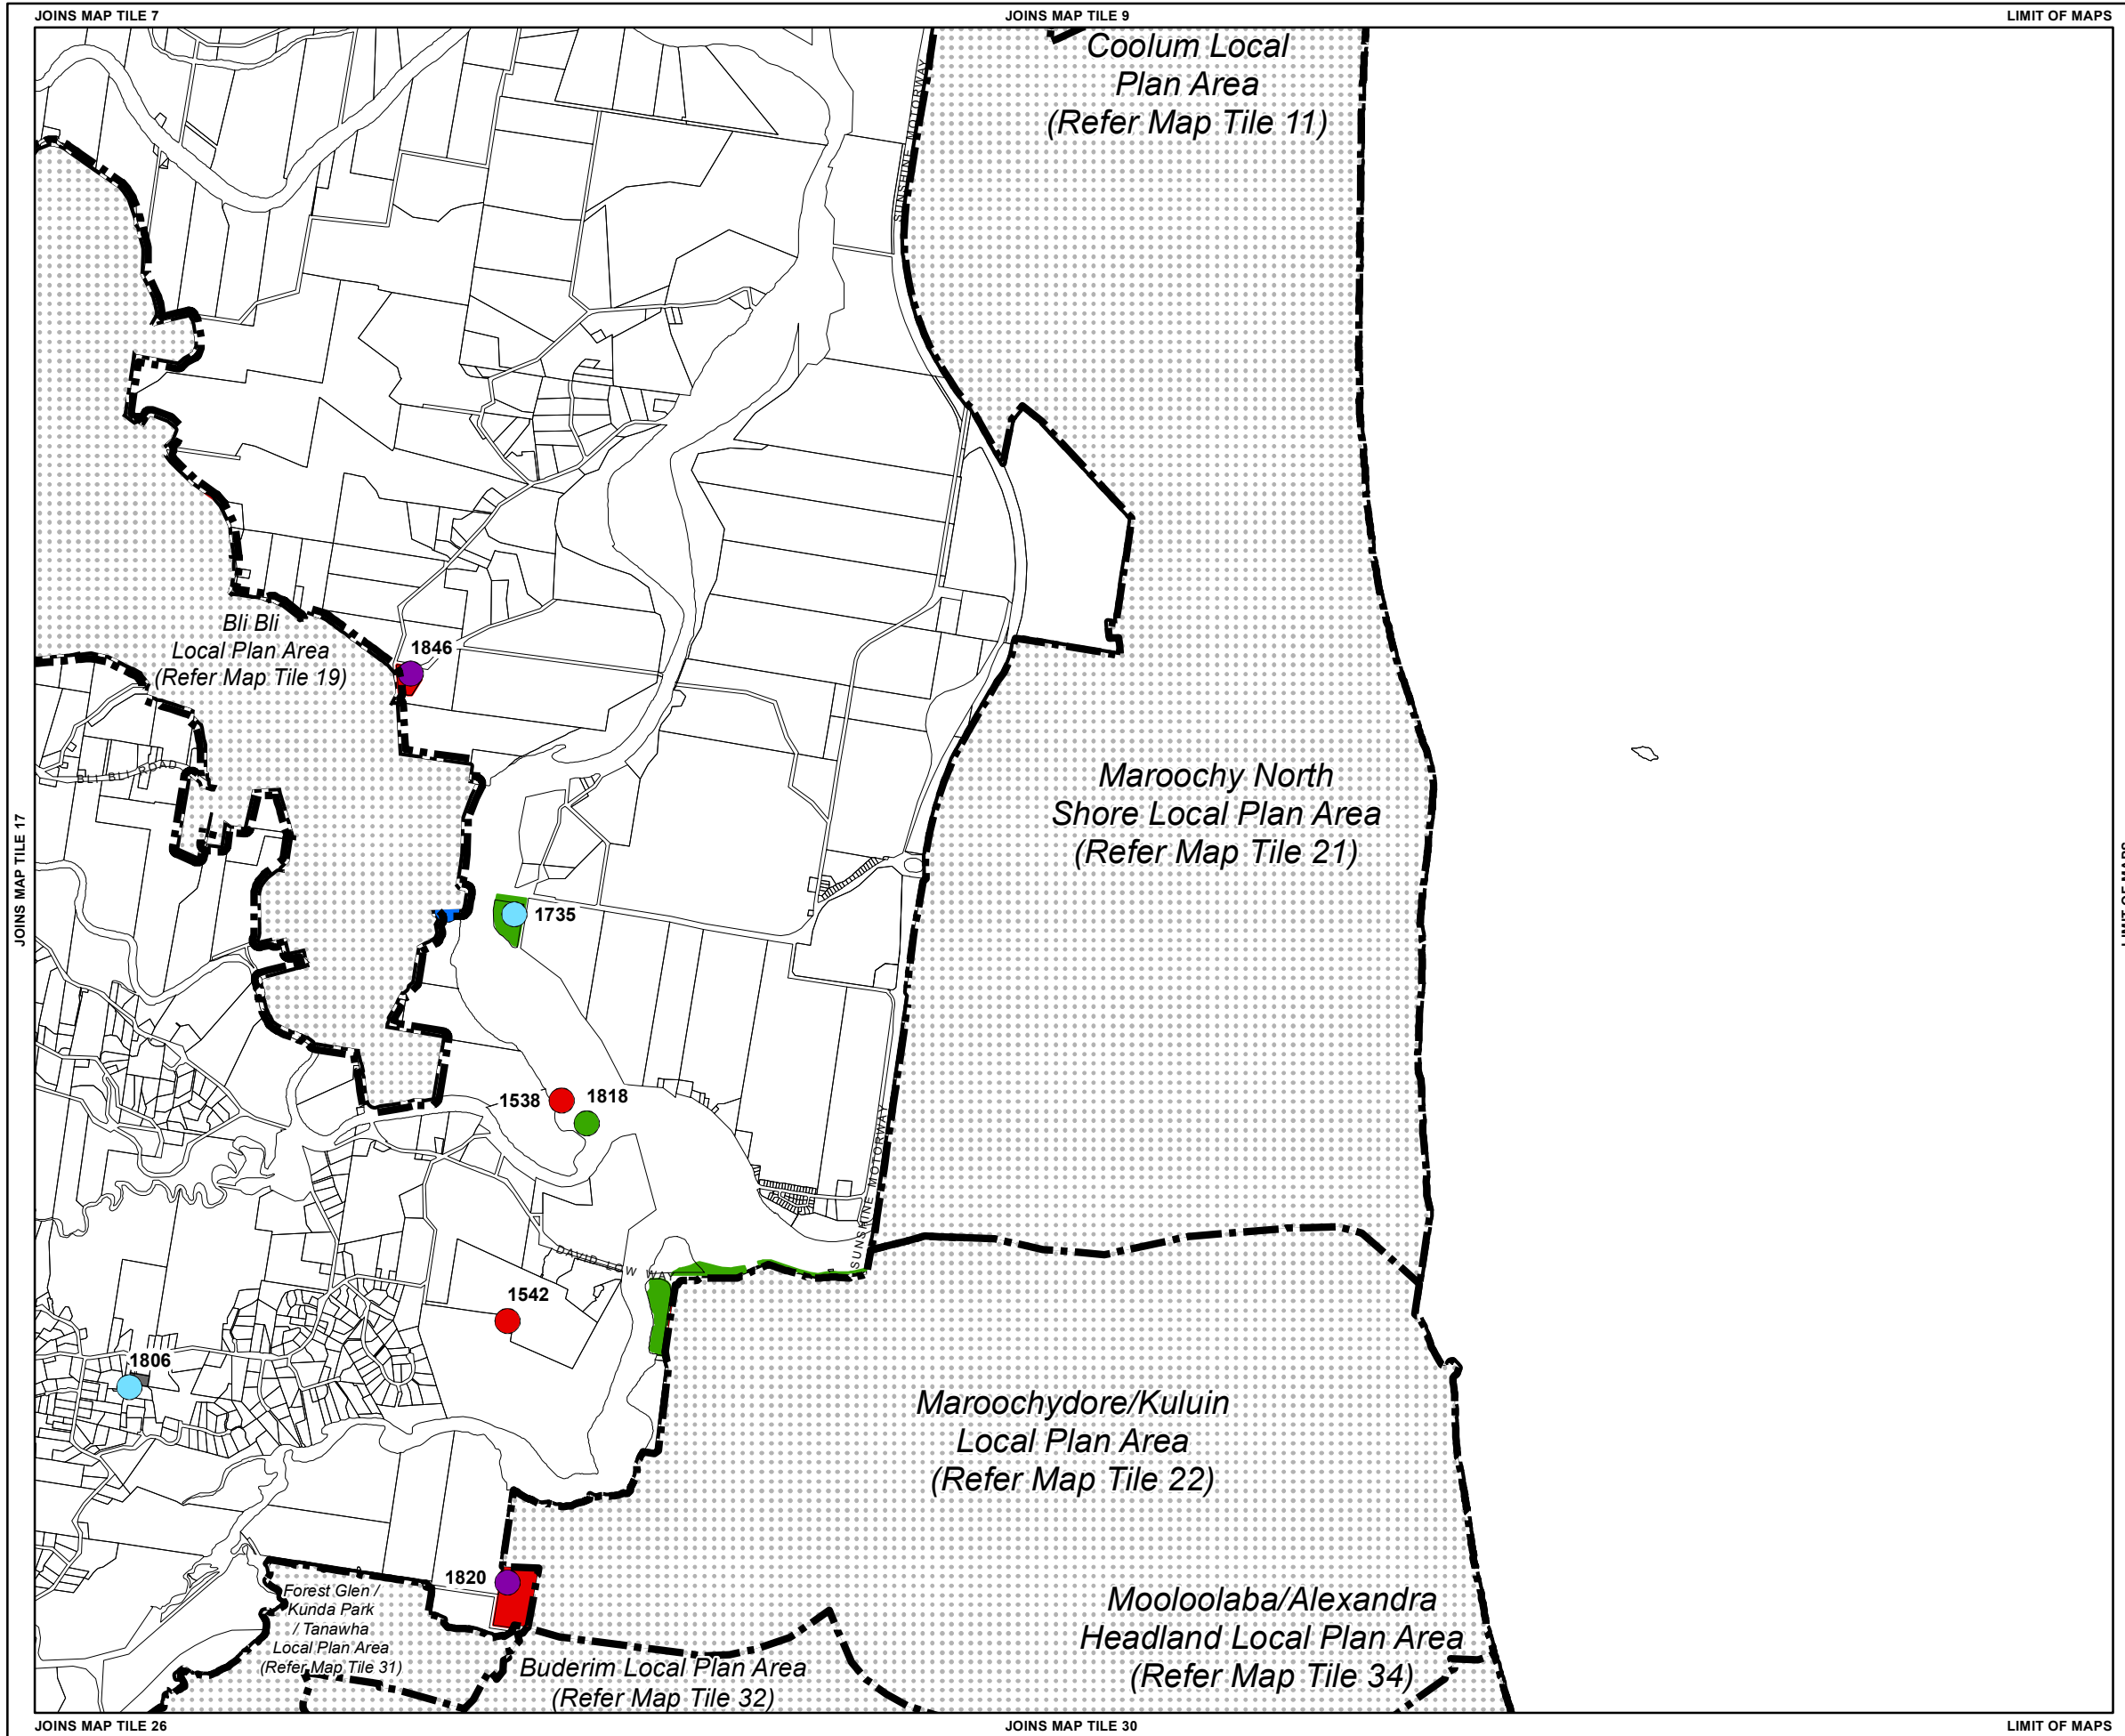 JOINS MAP TILE 7
JOINS MAP TILE 9
LIMIT OF MAPS
Coolum Local
Plan Area
(Refer Map Tile 11)
SUNSHINE MOTORWAY
Bli Bli
Local Plan Area
(Refer Map Tile 19)
1846
BLI BLI ROAD
Maroochy North
Shore Local Plan Area
(Refer Map Tile 21)
JOINS MAP TILE 17
LIMIT OF MAPS
1735
1538
1818
SUNSHINE MOTORWAY
DAVID LOW WAY
1542
1806
Maroochydore/Kuluin
Local Plan Area
(Refer Map Tile 22)
1820
Forest Glen /
Kunda Park
/ Tanawha
Local Plan Area
(Refer Map Tile 31)
Mooloolaba/Alexandra
Headland Local Plan Area
(Refer Map Tile 34)
Buderim Local Plan Area
(Refer Map Tile 32)
JOINS MAP TILE 26
JOINS MAP TILE 30
LIMIT OF MAPS